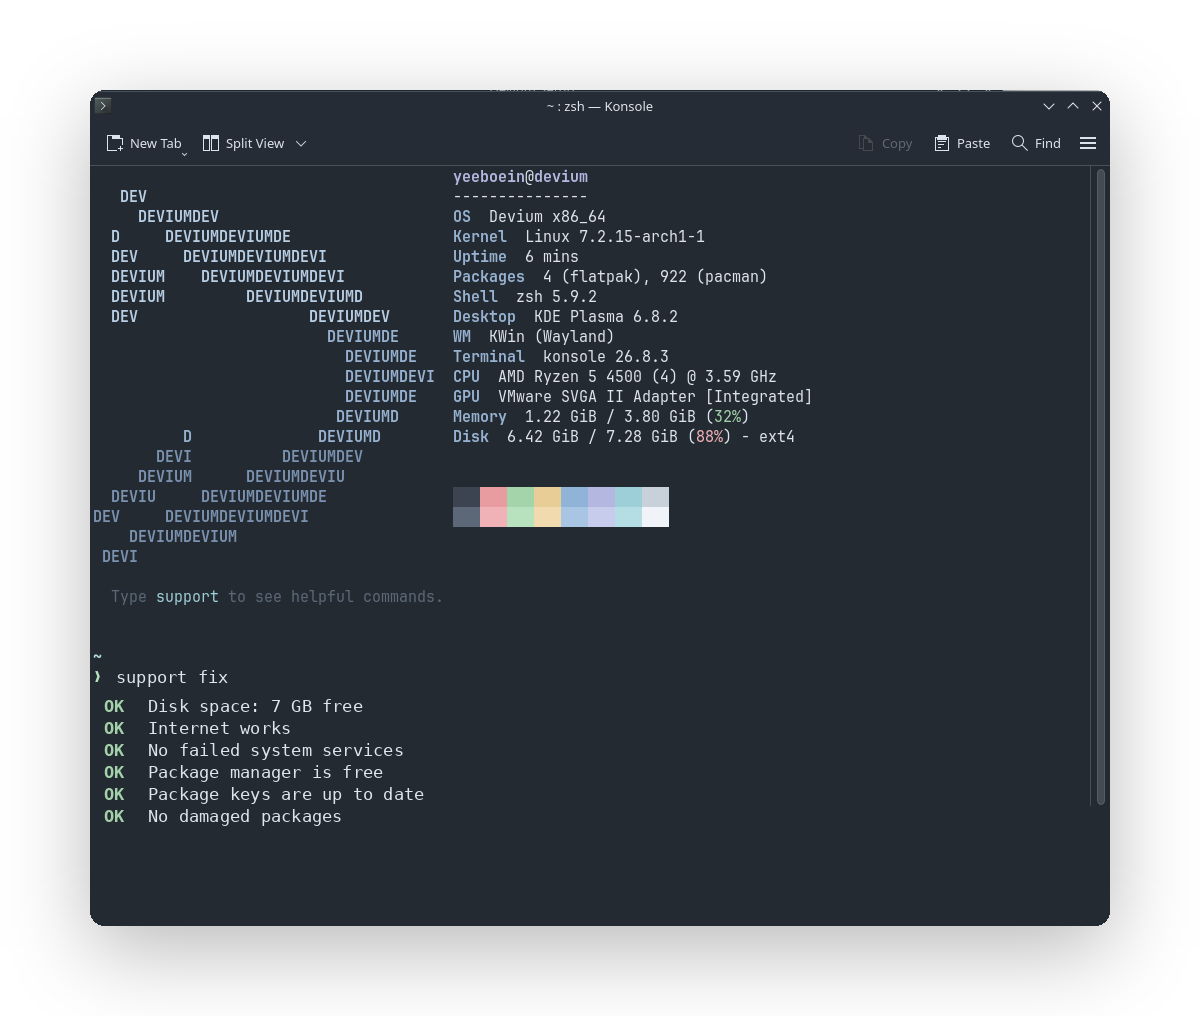 ~ : zsh — Konsole
New Tab Split View Copy Paste Find
yeeboein@devium
DEV ---------------
DEVIUMDEV OS Devium x86_64
D DEVIUMDEVIUMDE Kernel Linux 7.2.15-arch1-1
DEV DEVIUMDEVIUMDEVI Uptime 6 mins
DEVIUM DEVIUMDEVIUMDEVI Packages 4 (flatpak), 922 (pacman)
DEVIUM DEVIUMDEVIUMD Shell zsh 5.9.2
DEV DEVIUMDEV Desktop KDE Plasma 6.8.2
DEVIUMDE WM KWin (Wayland)
DEVIUMDE Terminal konsole 26.8.3
DEVIUMDEVI CPU AMD Ryzen 5 4500 (4) @ 3.59 GHz
DEVIUMDE GPU VMware SVGA II Adapter [Integrated]
DEVIUMD Memory 1.22 GiB / 3.80 GiB (32%)
D DEVIUMD Disk 6.42 GiB / 7.28 GiB (88%) - ext4
DEVI DEVIUMDEV
DEVIUM DEVIUMDEVIU
DEVIU DEVIUMDEVIUMDE
DEV DEVIUMDEVIUMDEVI
DEVIUMDEVIUM
DEVI
Type support to see helpful commands.
~
❯ support fix
OK Disk space: 7 GB free
OK Internet works
OK No failed system services
OK Package manager is free
OK Package keys are up to date
OK No damaged packages